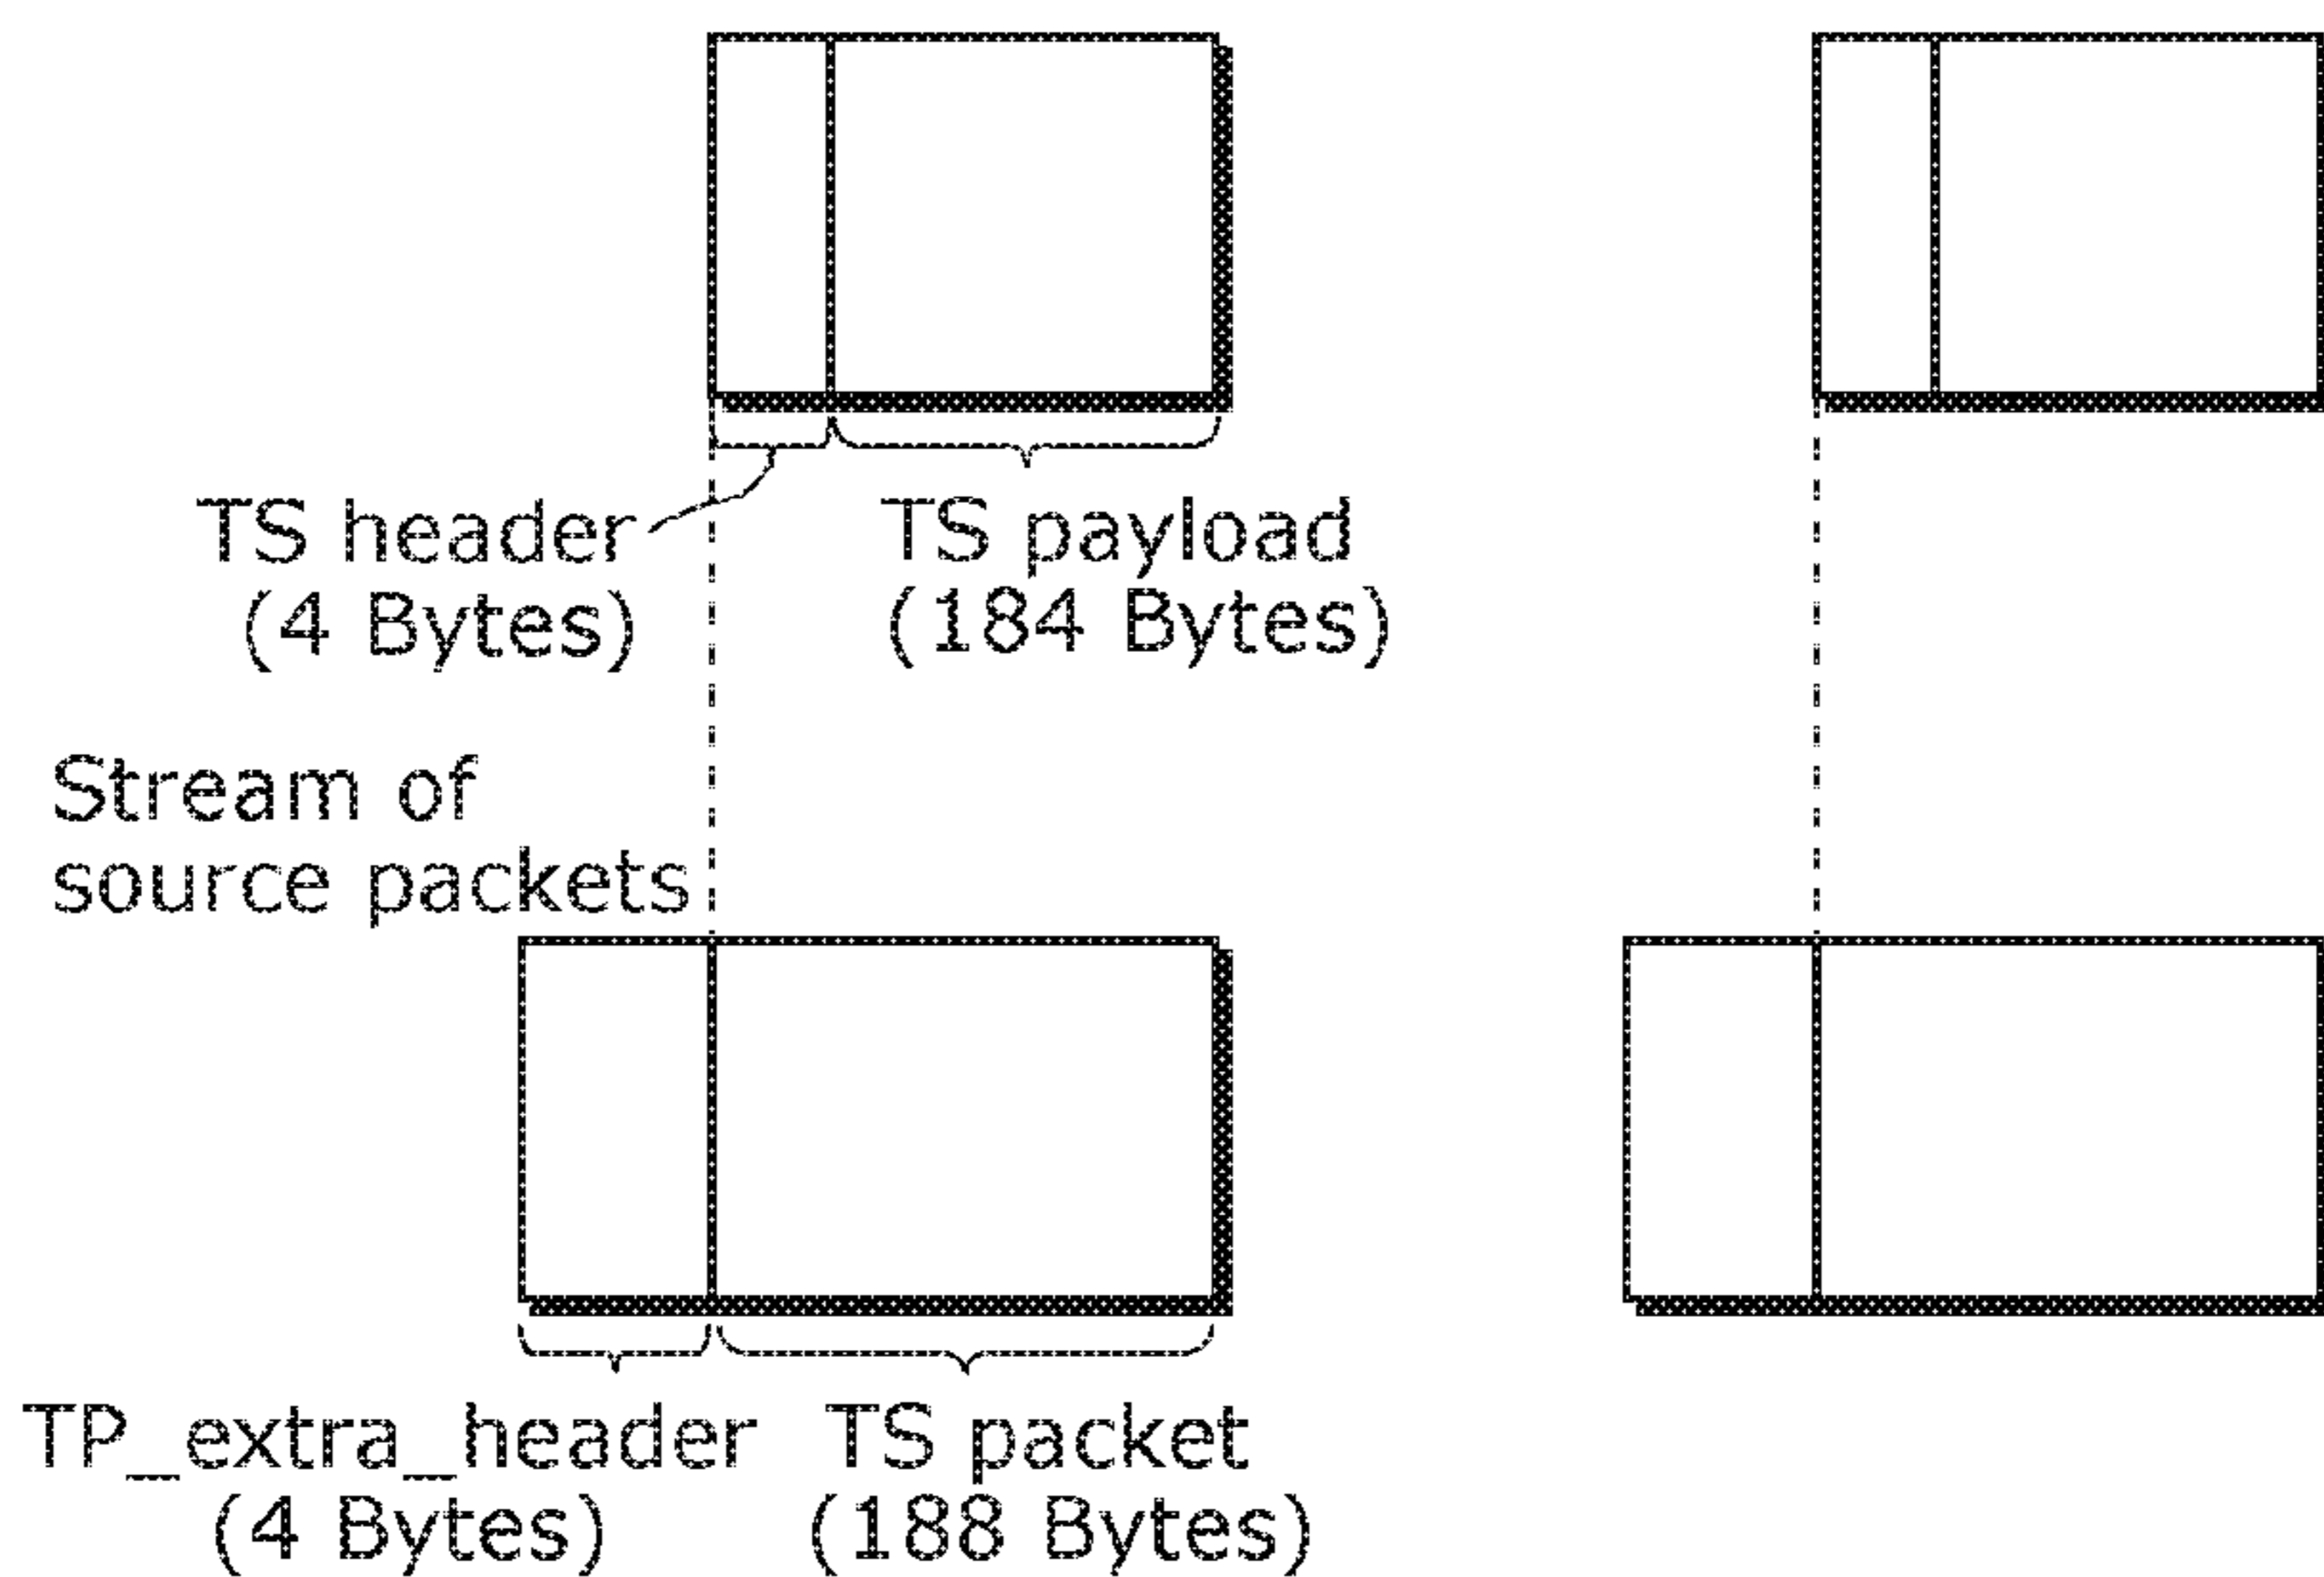 TS header
(4 Bytes)
TS payload
(184 Bytes)
Stream of
source packets
TP_extra_header
(4 Bytes)
TS packet
(188 Bytes)